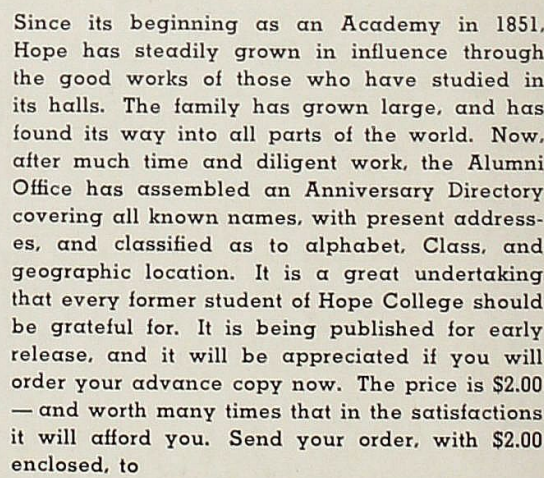 Since its beginning as an Academy in 1851,
Hope has steadily grown in influence through
the good works of those who have studied in
its halls. The family has grown large, and has
found its way into all parts of the world. Now,
after much time and diligent work, the Alumni
Office has assembled an Anniversary Directory
covering all known names, with present address-
es, and classified as to alphabet, Class, and
geographic location. It is a great undertaking
that every former student of Hope College should
be grateful for. It is being published for early
release, and it will be appreciated if you will
order your advance copy now. The price is $2.00
— and worth many times that in the satisfactions
it will afford you. Send your order, with $2.00
enclosed, to